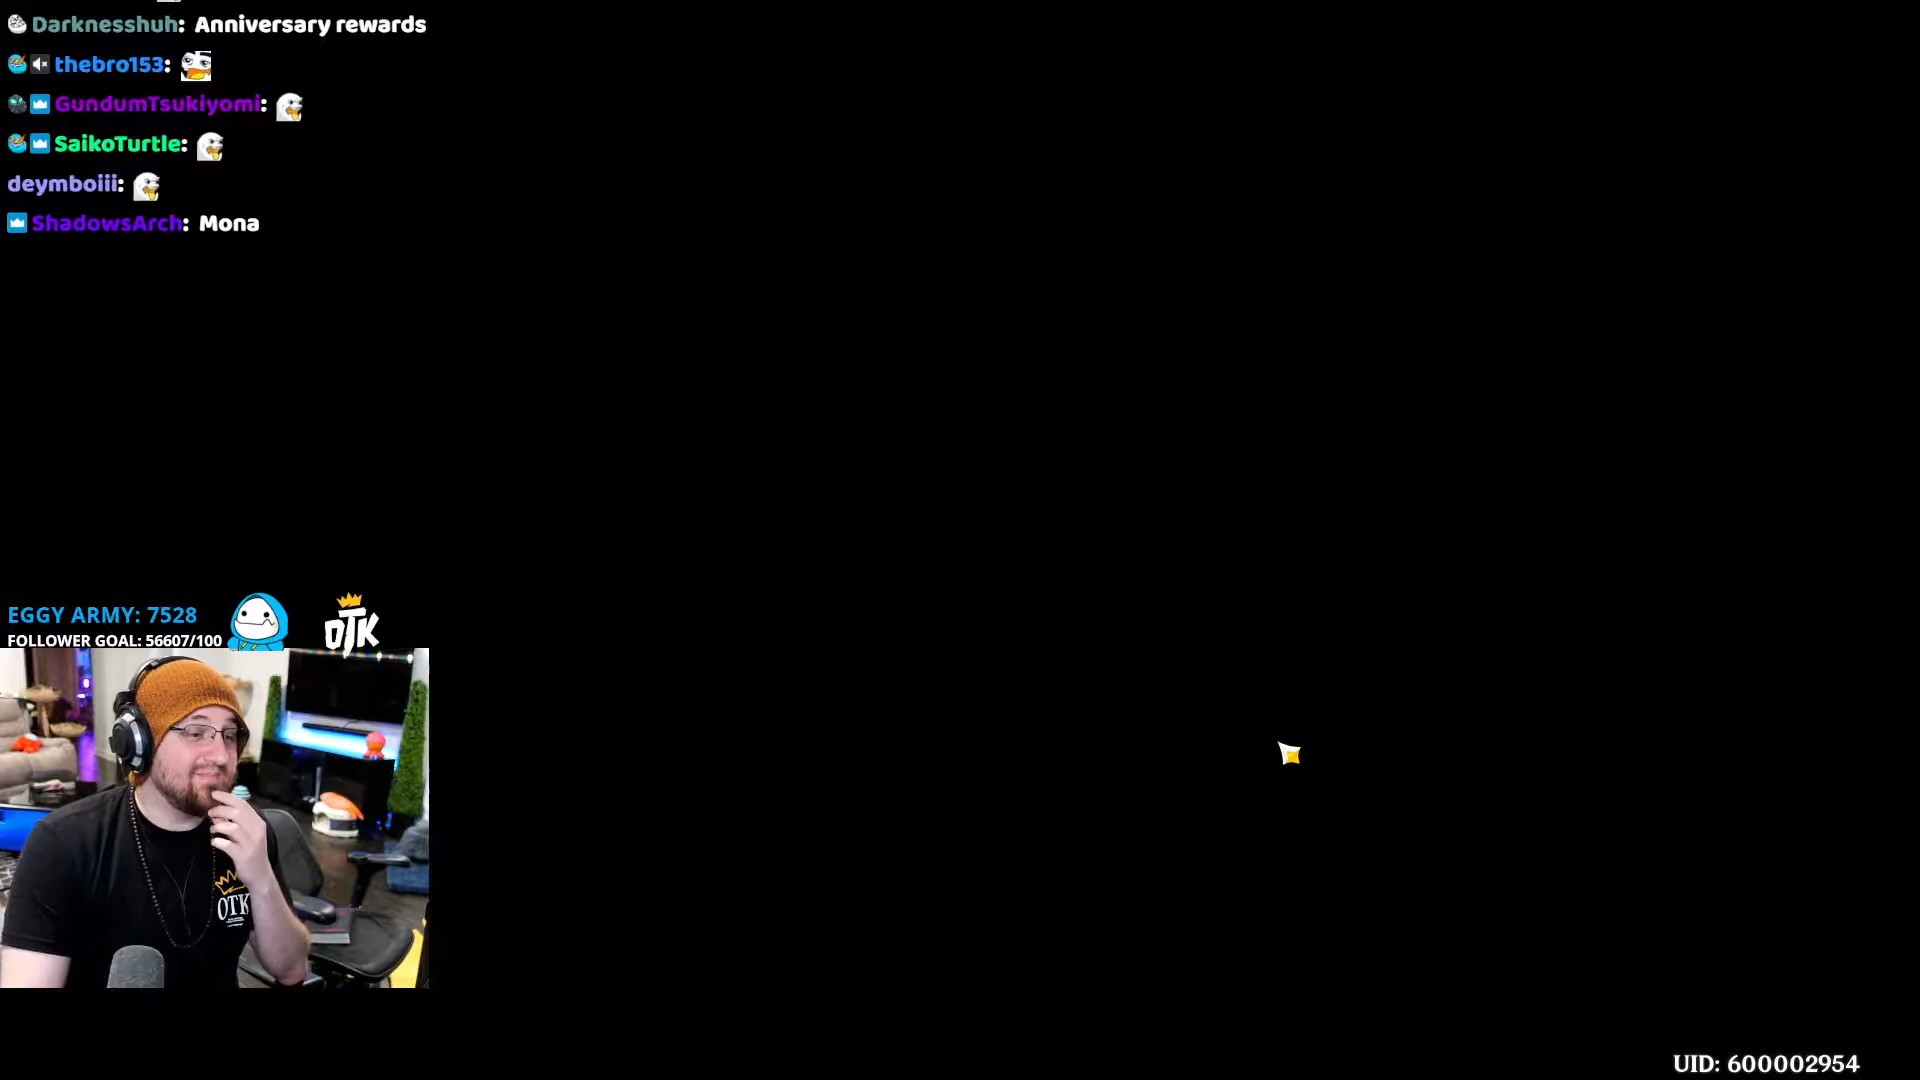 Darknesshuh: Anniversary rewards
thebro153:
GundumTsukiyomi:
SaikoTurtle:
deymboiii:
ShadowsArch: Mona
EGGY ARMY: 7528
FOLLOWER GOAL: 56607/100
OTK
OTK
UID: 600002954